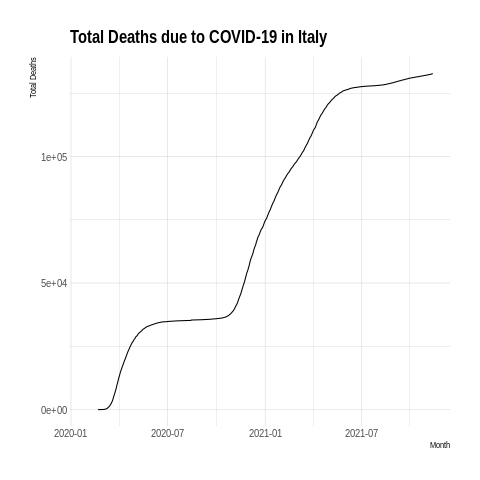 Total Deaths due to COVID-19 in Italy
Total Deaths
1e+05
5e+04
0e+00
2020-01 2020-07 2021-01 2021-07
Month